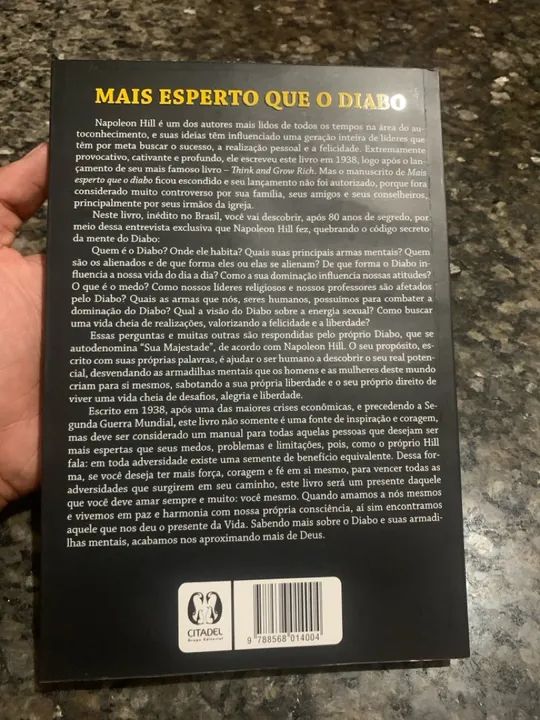 MAIS ESPERTO QUE O DIABO
Napoleon Hill é um dos autores mais lidos de todos os tempos na área do au-
toconhecimento, e suas ideias têm influenciado uma geração inteira de líderes que
têm por meta buscar o sucesso, a realização pessoal e a felicidade. Extremamente
provocativo, cativante e profundo, ele escreveu este livro em 1938, logo após o lan-
çamento de seu mais famoso livro – Think and Grow Rich. Mas o manuscrito de Mais
esperto que o diabo ficou escondido e seu lançamento não foi autorizado, porque fora
considerado muito controverso por sua família, seus amigos e seus conselheiros,
principalmente por seus irmãos da igreja.
Neste livro, inédito no Brasil, você vai descobrir, após 80 anos de segredo, por
meio dessa entrevista exclusiva que Napoleon Hill fez, quebrando o código secreto
da mente do Diabo:
Quem é o Diabo? Onde ele habita? Quais suas principais armas mentais? Quem
são os alienados e de que forma eles ou elas se alienam? De que forma o Diabo in-
fluencia a nossa vida do dia a dia? Como a sua dominação influencia nossas atitudes?
O que é o medo? Como nossos líderes religiosos e nossos professores são afetados
pelo Diabo? Quais as armas que nós, seres humanos, possuímos para combater a
dominação do Diabo? Qual a visão do Diabo sobre a energia sexual? Como buscar
uma vida cheia de realizações, valorizando a felicidade e a liberdade?
Essas perguntas e muitas outras são respondidas pelo próprio Diabo, que se
autodenomina “Sua Majestade”, de acordo com Napoleon Hill. O seu propósito, es-
crito com suas próprias palavras, é ajudar o ser humano a descobrir o seu real poten-
cial, desvendando as armadilhas mentais que os homens e as mulheres deste mundo
criam para si mesmos, sabotando a sua própria liberdade e o seu próprio direito de
viver uma vida cheia de desafios, alegria e liberdade.
Escrito em 1938, após uma das maiores crises econômicas, e precedendo a Se-
gunda Guerra Mundial, este livro não somente é uma fonte de inspiração e coragem,
mas deve ser considerado um manual para todas aquelas pessoas que desejam ser
mais espertas que seus medos, problemas e limitações, pois, como o próprio Hill
fala: em toda adversidade existe uma semente de benefício equivalente. Dessa for-
ma, se você deseja ter mais força, coragem e fé em si mesmo, para vencer todas as
adversidades que surgirem em seu caminho, este livro será um presente daquele
que você deve amar sempre e muito: você mesmo. Quando amamos a nós mesmos
e vivemos em paz e harmonia com nossa própria consciência, aí sim encontramos
aquele que nos deu o presente da Vida. Sabendo mais sobre o Diabo e suas armadi-
lhas mentais, acabamos nos aproximando mais de Deus.
CITADEL
Grupo Editorial
9 788568 014004